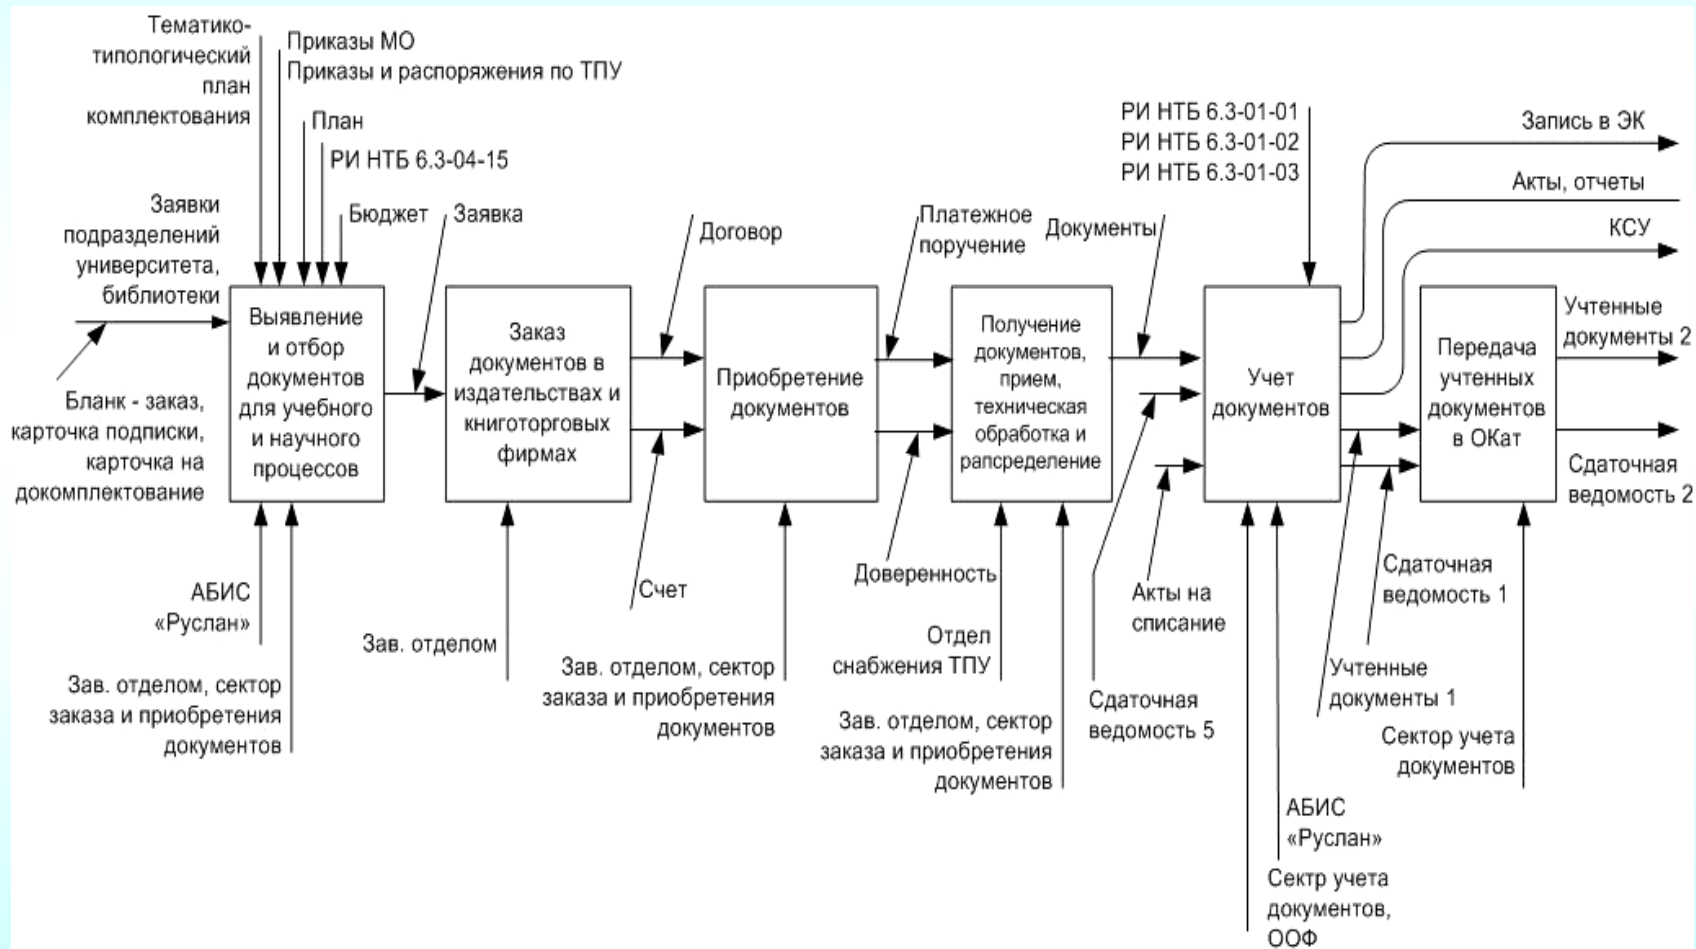 Тематико-
типологический
план
комплектования
Приказы МО
Приказы и распоряжения по ТПУ
План
РИ НТБ 6.3-04-15
Бюджет
Заявка
Заявки
подразделений
университета,
библиотеки
Бланк - заказ,
карточка подписки,
карточка на
докомплектование
Выявление
и отбор
документов
для учебного
и научного
процессов
АБИС
«Руслан»
Зав. отделом, сектор
заказа и приобретения
документов
Заказ
документов в
издательствах и
книготорговых
фирмах
Зав. отделом
Договор
Счет
Приобретение
документов
Зав. отделом, сектор
заказа и приобретения
документов
Платежное
поручение
Доверенность
Получение
документов,
прием,
техническая
обработка и
рапсределение
Отдел
снабжения ТПУ
Зав. отделом, сектор
заказа и приобретения
документов
Документы
Сдаточная
ведомость 5
Акты на
списание
РИ НТБ 6.3-01-01
РИ НТБ 6.3-01-02
РИ НТБ 6.3-01-03
Учет
документов
АБИС
«Руслан»
Сектр учета
документов,
ООФ
Запись в ЭК
Акты, отчеты
КСУ
Учтенные
документы 1
Сдаточная
ведомость 1
Передача
учтенных
документов
в ОКат
Сектор учета
документов
Учтенные
документы 2
Сдаточная
ведомость 2